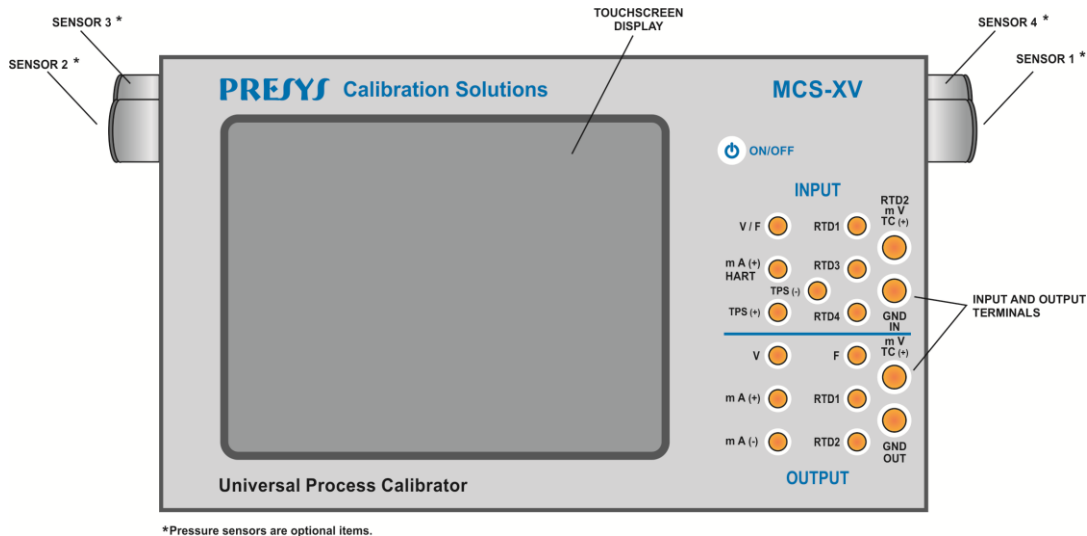 SENSOR 3 *
SENSOR 2 *
TOUCHSCREEN
DISPLAY
SENSOR 4 *
SENSOR 1 *
PRESYS Calibration Solutions
MCS-XV
ON/OFF
INPUT
RTD2
m V
TC (+)
V / F
RTD1
m A (+)
HART
RTD3
TPS (-)
TPS (+)
RTD4
GND
IN
INPUT AND OUTPUT
TERMINALS
m V
TC (+)
V
F
m A (+)
RTD1
m A (-)
RTD2
GND
OUT
OUTPUT
Universal Process Calibrator
*Pressure sensors are optional items.